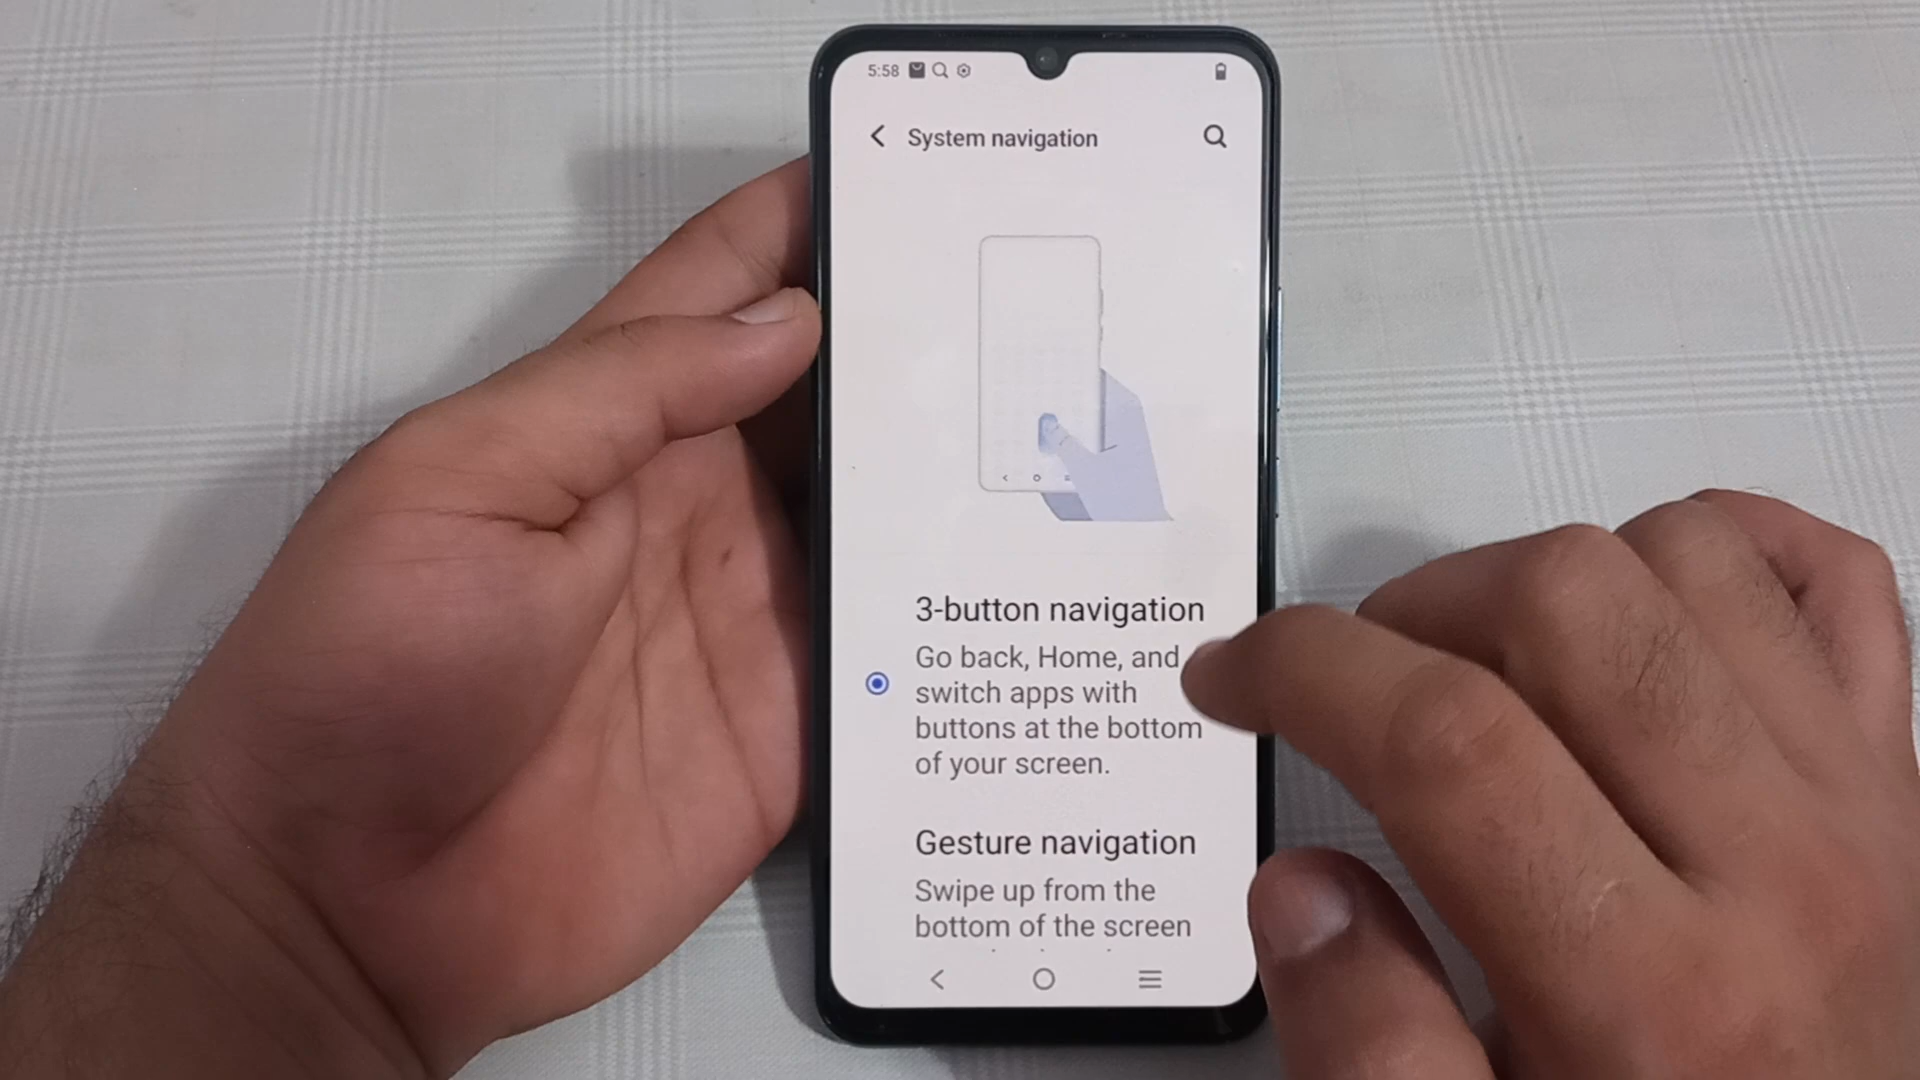 5:58
System navigation
3-button navigation
Go back, Home, and
switch apps with
buttons at the bottom
of your screen.
Gesture navigation
Swipe up from the
bottom of the screen